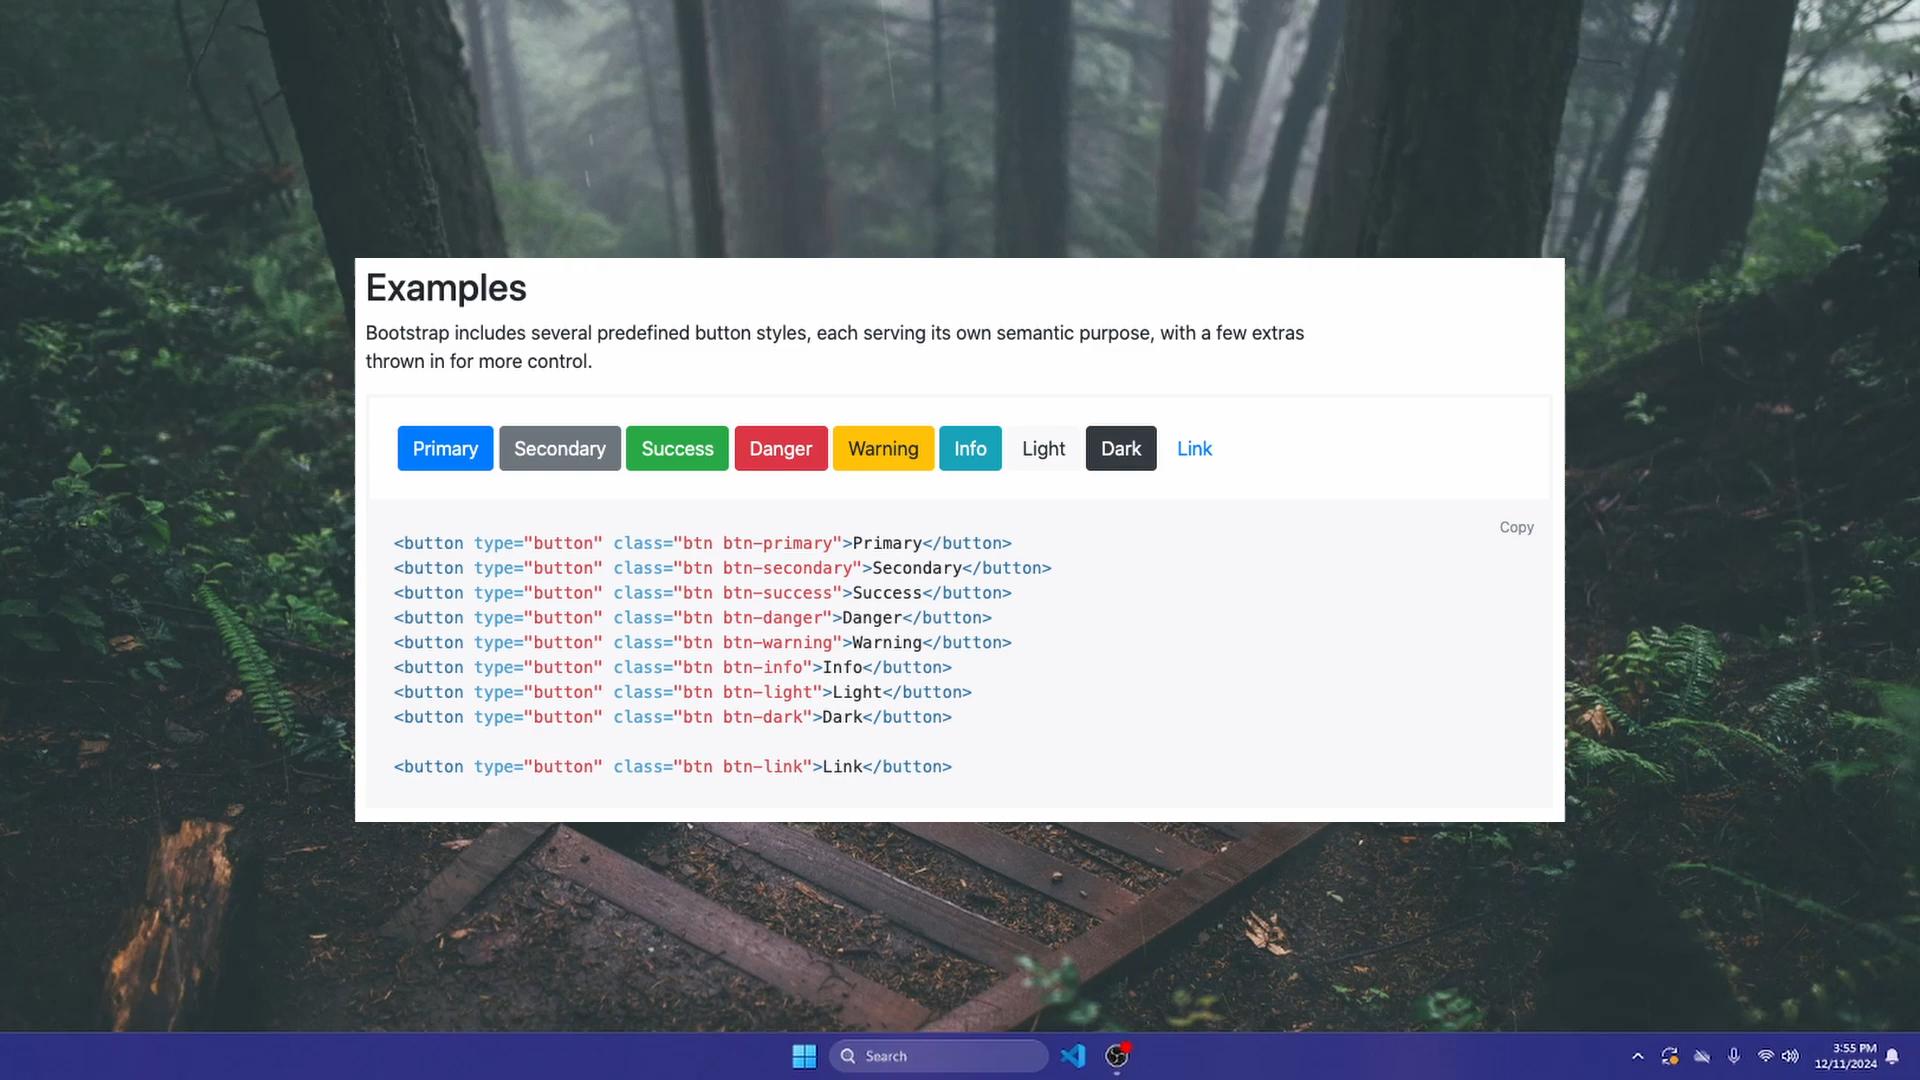 Examples
Bootstrap includes several predefined button styles, each serving its own semantic purpose, with a few extras
thrown in for more control.
Primary Secondary Success Danger Warning Info Light Dark Link
Copy
<button type="button" class="btn btn-primary">Primary</button>
<button type="button" class="btn btn-secondary">Secondary</button>
<button type="button" class="btn btn-success">Success</button>
<button type="button" class="btn btn-danger">Danger</button>
<button type="button" class="btn btn-warning">Warning</button>
<button type="button" class="btn btn-info">Info</button>
<button type="button" class="btn btn-light">Light</button>
<button type="button" class="btn btn-dark">Dark</button>
<button type="button" class="btn btn-link">Link</button>
Search
3:55 PM
12/11/2024